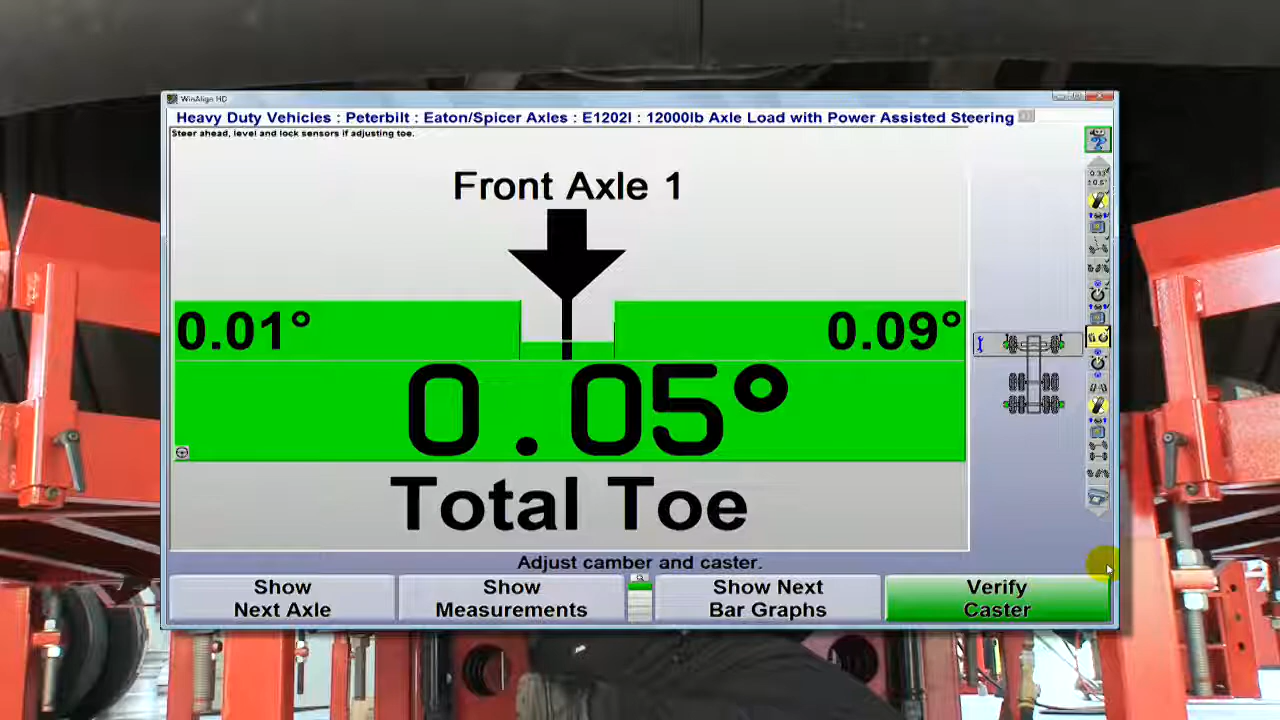 WinAlign HD
Heavy Duty Vehicles : Peterbilt : Eaton/Spicer Axles : E1202I : 12000lb Axle Load with Power Assisted Steering
Steer ahead, level and lock sensors if adjusting toe.
Front Axle 1
0.01° 0.09°
0.05°
Total Toe
Adjust camber and caster.
Show
Next Axle
Show
Measurements
Show Next
Bar Graphs
Verify
Caster